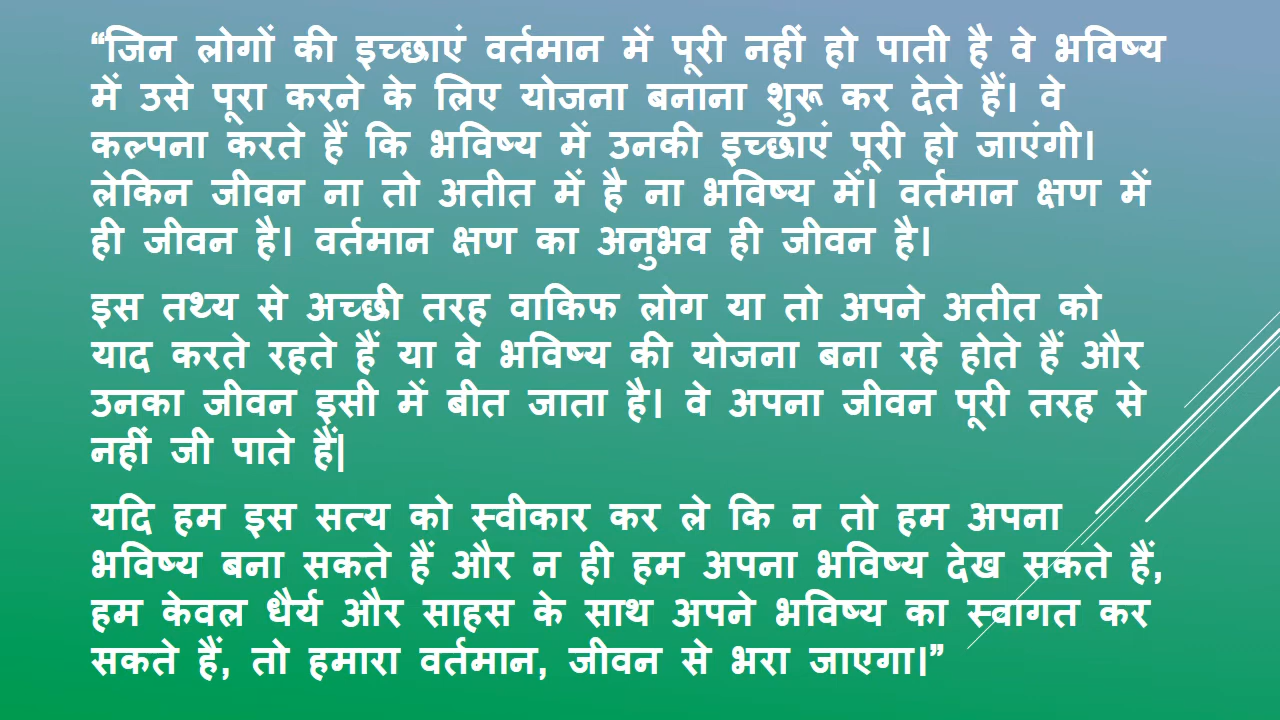 “जिन लोगों की इच्छाएं वर्तमान में पूरी नहीं हो पाती है वे भविष्य
में उसे पूरा करने के लिए योजना बनाना शुरू कर देते हैं। वे
कल्पना करते हैं कि भविष्य में उनकी इच्छाएं पूरी हो जाएंगी।
लेकिन जीवन ना तो अतीत में है ना भविष्य में। वर्तमान क्षण में
ही जीवन है। वर्तमान क्षण का अनुभव ही जीवन है।
इस तथ्य से अच्छी तरह वाकिफ लोग या तो अपने अतीत को
याद करते रहते हैं या वे भविष्य की योजना बना रहे होते हैं और
उनका जीवन इसी में बीत जाता है। वे अपना जीवन पूरी तरह से
नहीं जी पाते हैं|
यदि हम इस सत्य को स्वीकार कर ले कि न तो हम अपना
भविष्य बना सकते हैं और न ही हम अपना भविष्य देख सकते हैं,
हम केवल धैर्य और साहस के साथ अपने भविष्य का स्वागत कर
सकते हैं, तो हमारा वर्तमान, जीवन से भरा जाएगा।”